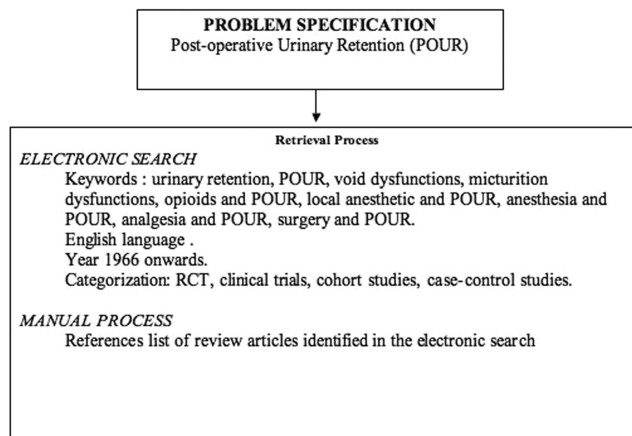 PROBLEM SPECIFICATION
Post-operative Urinary Retention (POUR)
Retrieval Process
ELECTRONIC SEARCH
Keywords : urinary retention, POUR, void dysfunctions, micturition
dysfunctions, opioids and POUR, local anesthetic and POUR, anesthesia and
POUR, analgesia and POUR, surgery and POUR.
English language .
Year 1966 onwards.
Categorization: RCT, clinical trials, cohort studies, case-control studies.
MANUAL PROCESS
References list of review articles identified in the electronic search